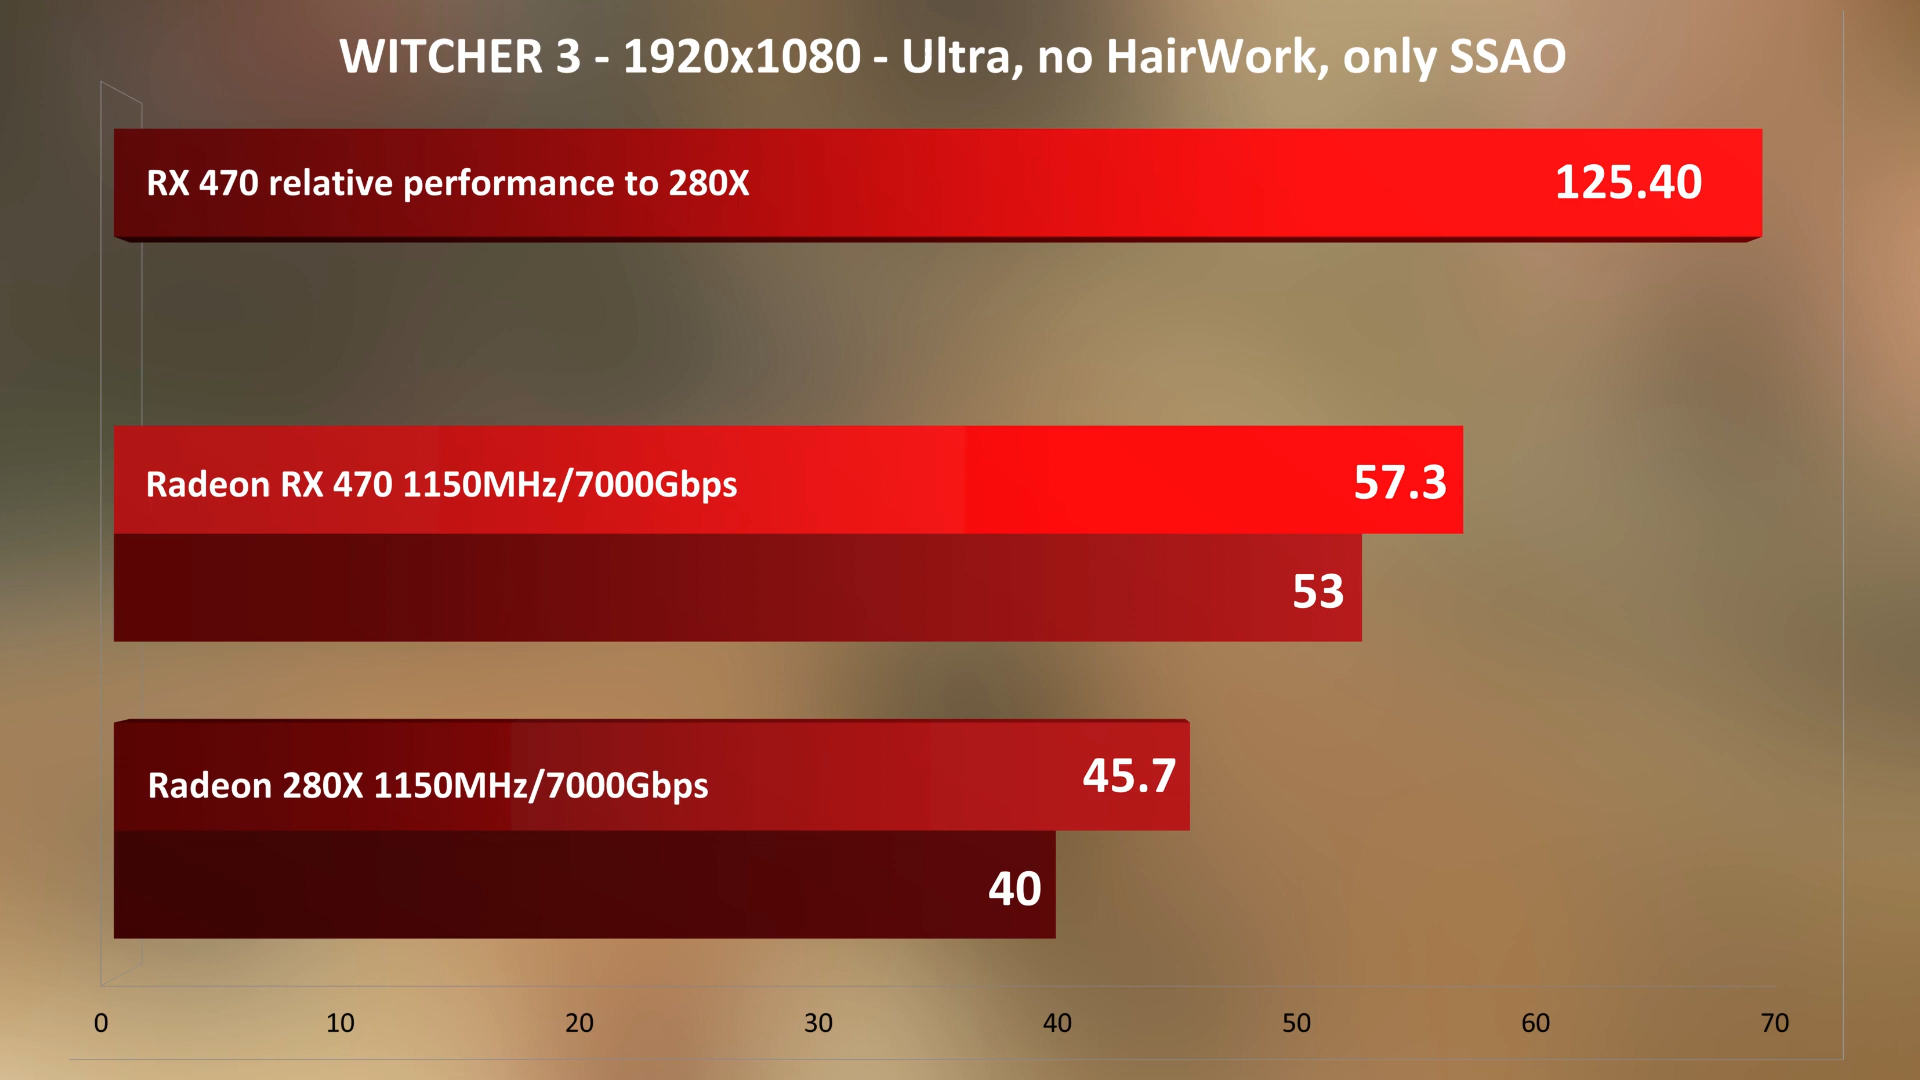 WITCHER 3 - 1920x1080 - Ultra, no HairWork, only SSAO
RX 470 relative performance to 280X 125.40
Radeon RX 470 1150MHz/7000Gbps 57.3
53
Radeon 280X 1150MHz/7000Gbps 45.7
40
0 10 20 30 40 50 60 70